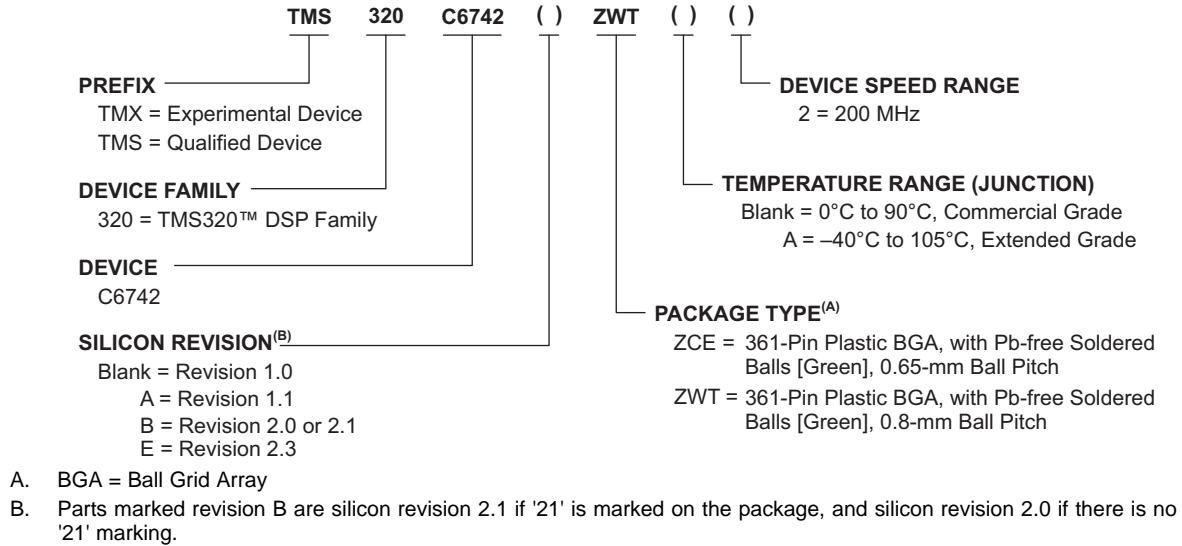 TMS 320 C6742 ( ) ZWT ( ) ( )
PREFIX
TMX = Experimental Device
TMS = Qualified Device
DEVICE FAMILY
320 = TMS320™ DSP Family
DEVICE
C6742
SILICON REVISION(B)
Blank = Revision 1.0
A = Revision 1.1
B = Revision 2.0 or 2.1
E = Revision 2.3
DEVICE SPEED RANGE
2 = 200 MHz
TEMPERATURE RANGE (JUNCTION)
Blank = 0°C to 90°C, Commercial Grade
A = –40°C to 105°C, Extended Grade
PACKAGE TYPE(A)
ZCE = 361-Pin Plastic BGA, with Pb-free Soldered
Balls [Green], 0.65-mm Ball Pitch
ZWT = 361-Pin Plastic BGA, with Pb-free Soldered
Balls [Green], 0.8-mm Ball Pitch
A. BGA = Ball Grid Array
B. Parts marked revision B are silicon revision 2.1 if '21' is marked on the package, and silicon revision 2.0 if there is no
'21' marking.